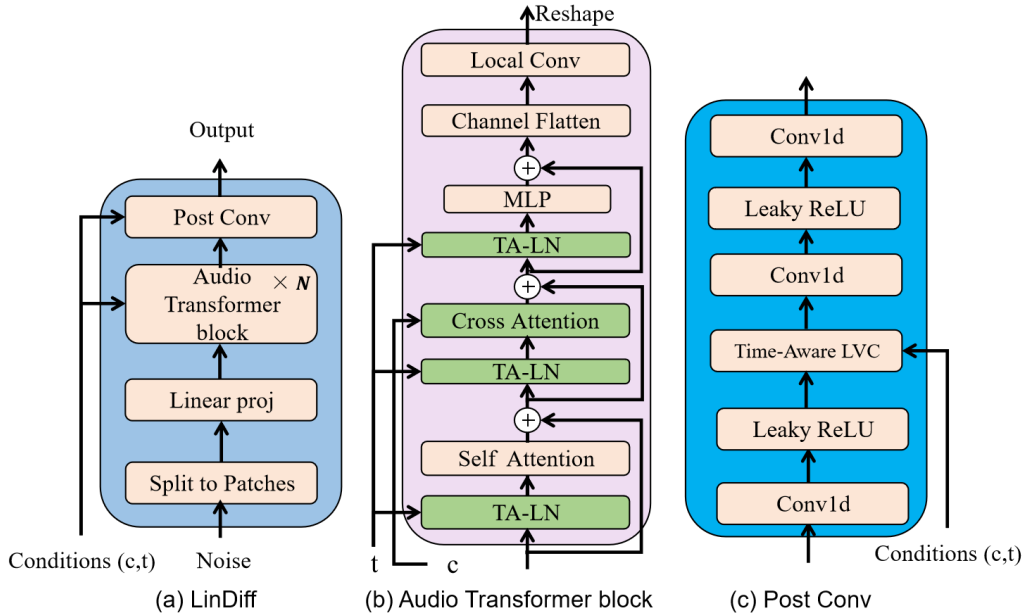 Output
Post Conv
Audio
Transformer
block
× N
Linear proj
Split to Patches
Conditions (c,t)
Noise
(a) LinDiff
Reshape
Local Conv
Channel Flatten
+
MLP
TA-LN
+
Cross Attention
TA-LN
+
Self Attention
TA-LN
t
c
(b) Audio Transformer block
Conv1d
Leaky ReLU
Conv1d
Time-Aware LVC
Leaky ReLU
Conv1d
Conditions (c,t)
(c) Post Conv